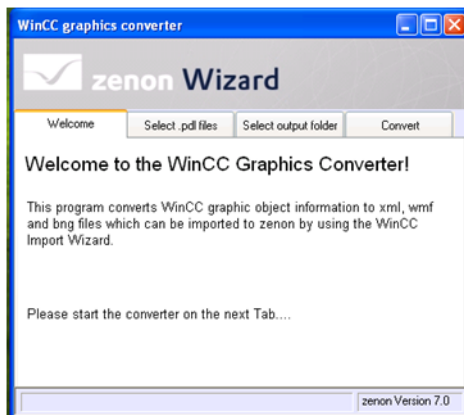 WinCC graphics converter
zenon Wizard
Welcome
Select .pdl files
Select output folder
Convert
Welcome to the WinCC Graphics Converter!
This program converts WinCC graphic object information to xml, wmf
and bng files which can be imported to zenon by using the WinCC
Import Wizard.
Please start the converter on the next Tab....
zenon Version 7.0